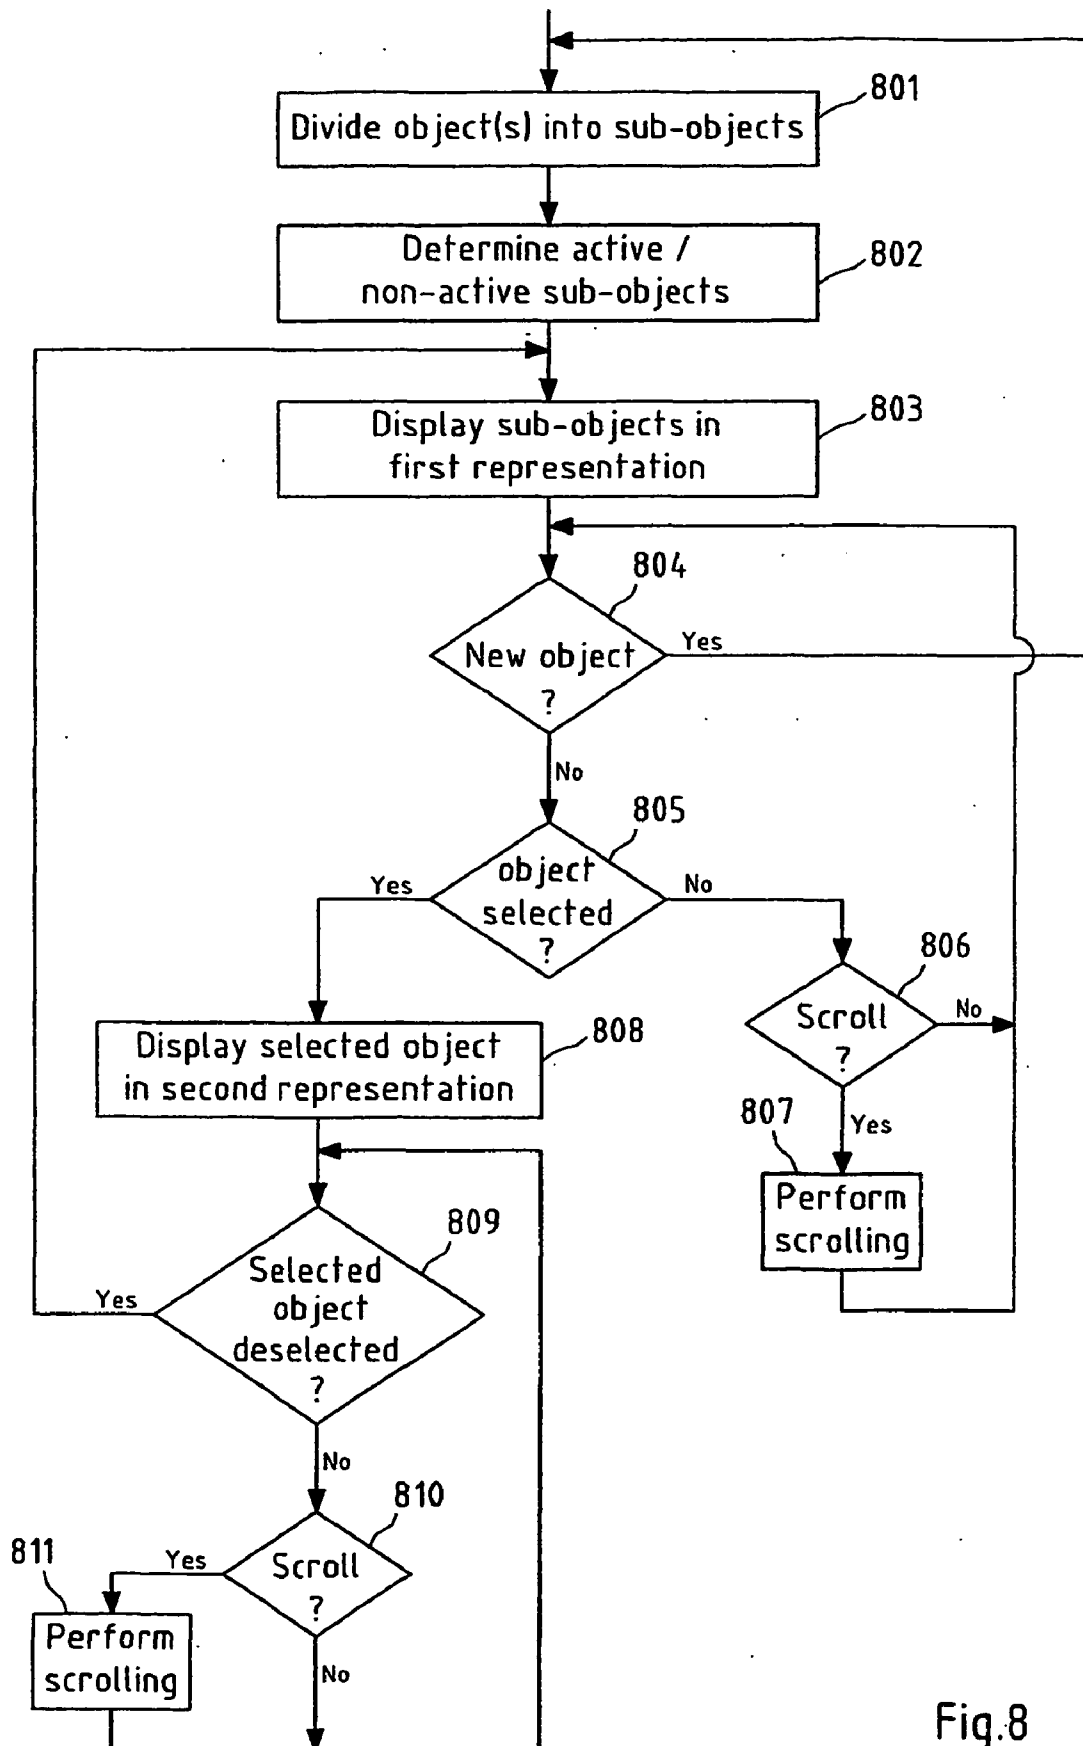 801
Divide object(s) into sub-objects
802
Determine active /
non-active sub-objects
803
Display sub-objects in
first representation
804
New object
?
Yes
No
805
object
selected
?
Yes
No
806
Scroll
?
No
Yes
807
Perform
scrolling
808
Display selected object
in second representation
809
Selected
object
deselected
?
Yes
No
810
Scroll
?
Yes
No
811
Perform
scrolling
Fig.8